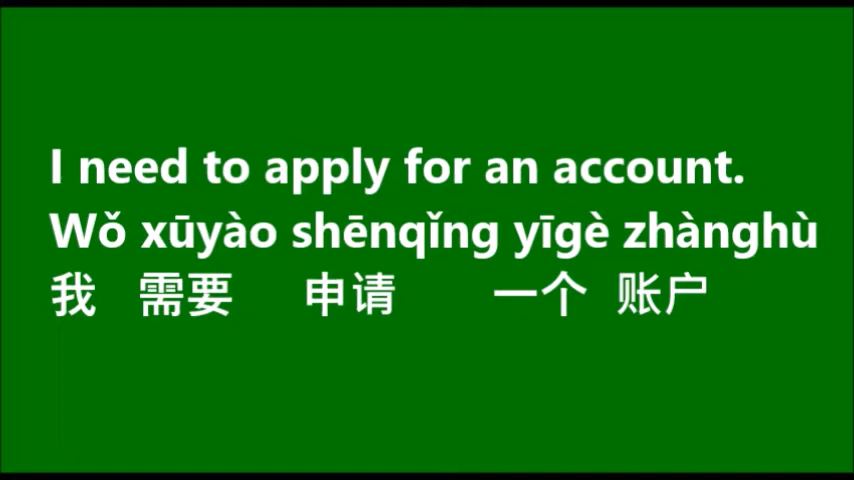 I need to apply for an account.
Wǒ xūyào shēnqǐng yīgè zhànghù
我 需要 申请 一个 账户